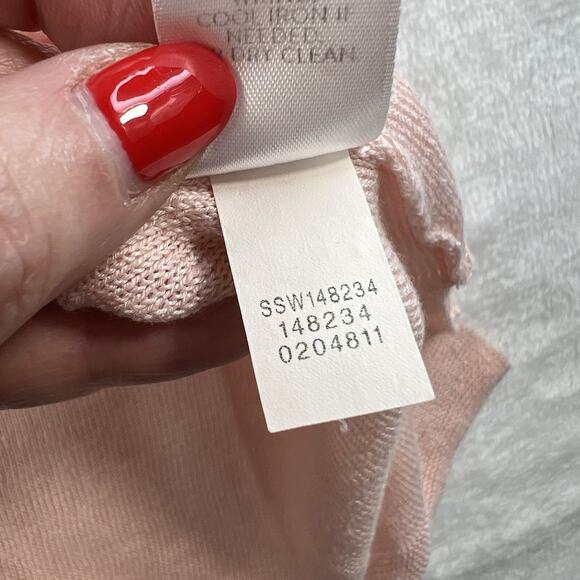 COOL IRON IF
NEEDED.
DRY CLEAN
SSW148234
148234
0204811